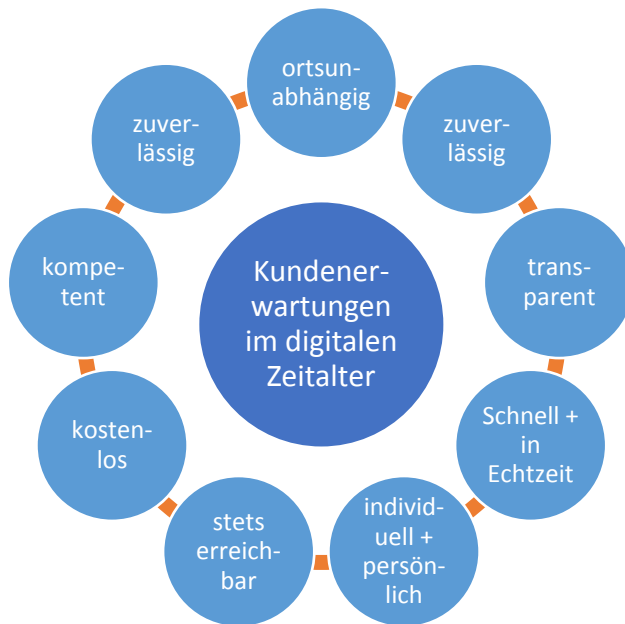 Kundener-
wartungen
im digitalen
Zeitalter
ortsun-
abhängig
zuver-
lässig
trans-
parent
Schnell +
in
Echtzeit
individ-
uell +
persön-
lich
stets
erreich-
bar
kosten-
los
kompe-
tent
zuver-
lässig